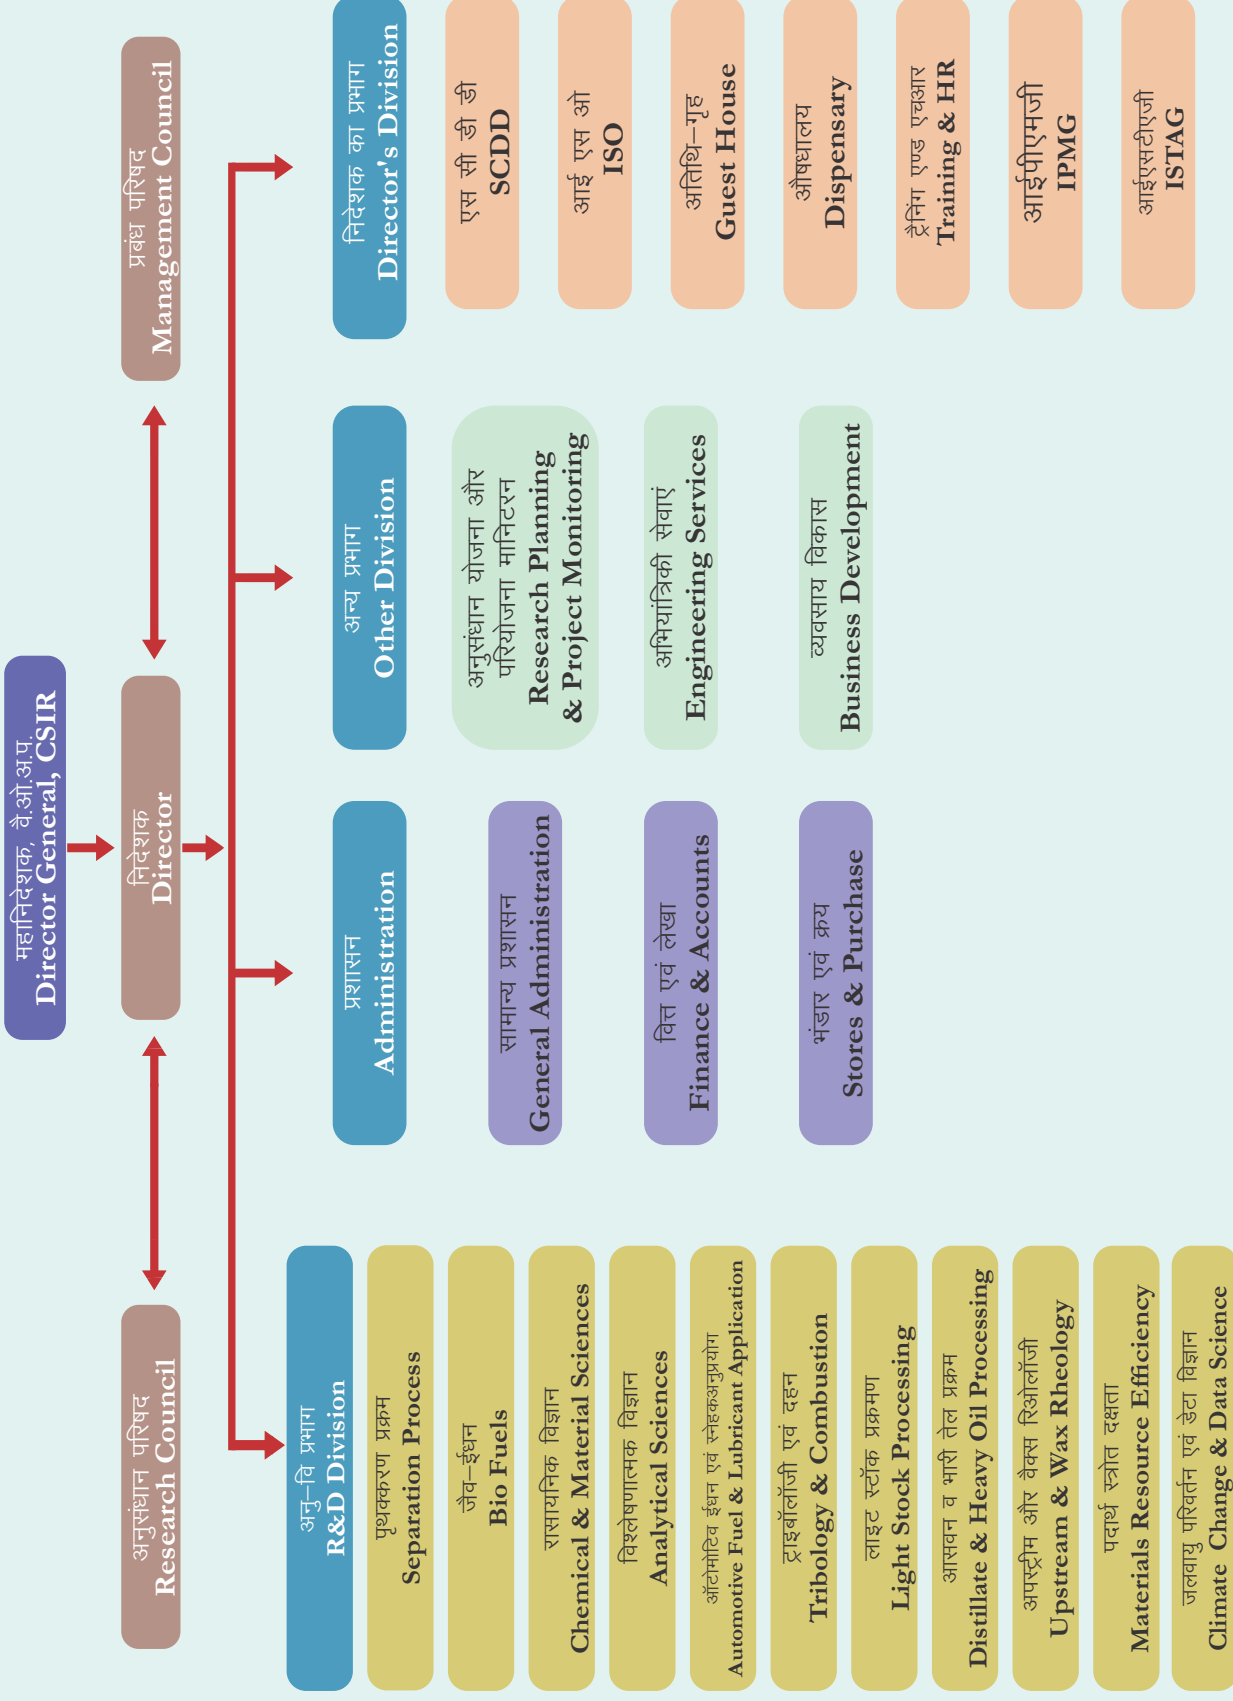 महानिदेशक, वै.ओ.अ.प.
Director General, CSIR
अनुसंधान परिषद
Research Council
निदेशक
Director
प्रबंध परिषद
Management Council
अनु–वि प्रभाग
R&D Division
पृथक्करण प्रक्रम
Separation Process
जैव–ईंधन
Bio Fuels
रासायनिक विज्ञान
Chemical & Material Sciences
विश्लेषणात्मक विज्ञान
Analytical Sciences
ऑटोमोटिव ईंधन एवं स्नेहकअनुप्रयोग
Automotive Fuel & Lubricant Application
ट्राइबॉलॉजी एवं दहन
Tribology & Combustion
लाइट स्टॉक प्रक्रमण
Light Stock Processing
आसवन व भारी तेल प्रक्रम
Distillate & Heavy Oil Processing
अपस्ट्रीम और वैक्स रिओलॉजी
Upstream & Wax Rheology
पदार्थ स्त्रोत दक्षता
Materials Resource Efficiency
जलवायु परिवर्तन एवं डेटा विज्ञान
Climate Change & Data Science
प्रशासन
Administration
सामान्य प्रशासन
General Administration
वित्त एवं लेखा
Finance & Accounts
भंडार एवं क्रय
Stores & Purchase
अन्य प्रभाग
Other Division
अनुसंधान योजना और
परियोजना मानिटरन
Research Planning
& Project Monitoring
अभियांत्रिकी सेवाएं
Engineering Services
व्यवसाय विकास
Business Development
निदेशक का प्रभाग
Director's Division
एस सी डी डी
SCDD
आई एस ओ
ISO
अतिथि–गृह
Guest House
औषधालय
Dispensary
ट्रैनिंग एण्ड एचआर
Training & HR
आईपीएमजी
IPMG
आईएसटीएजी
ISTAG